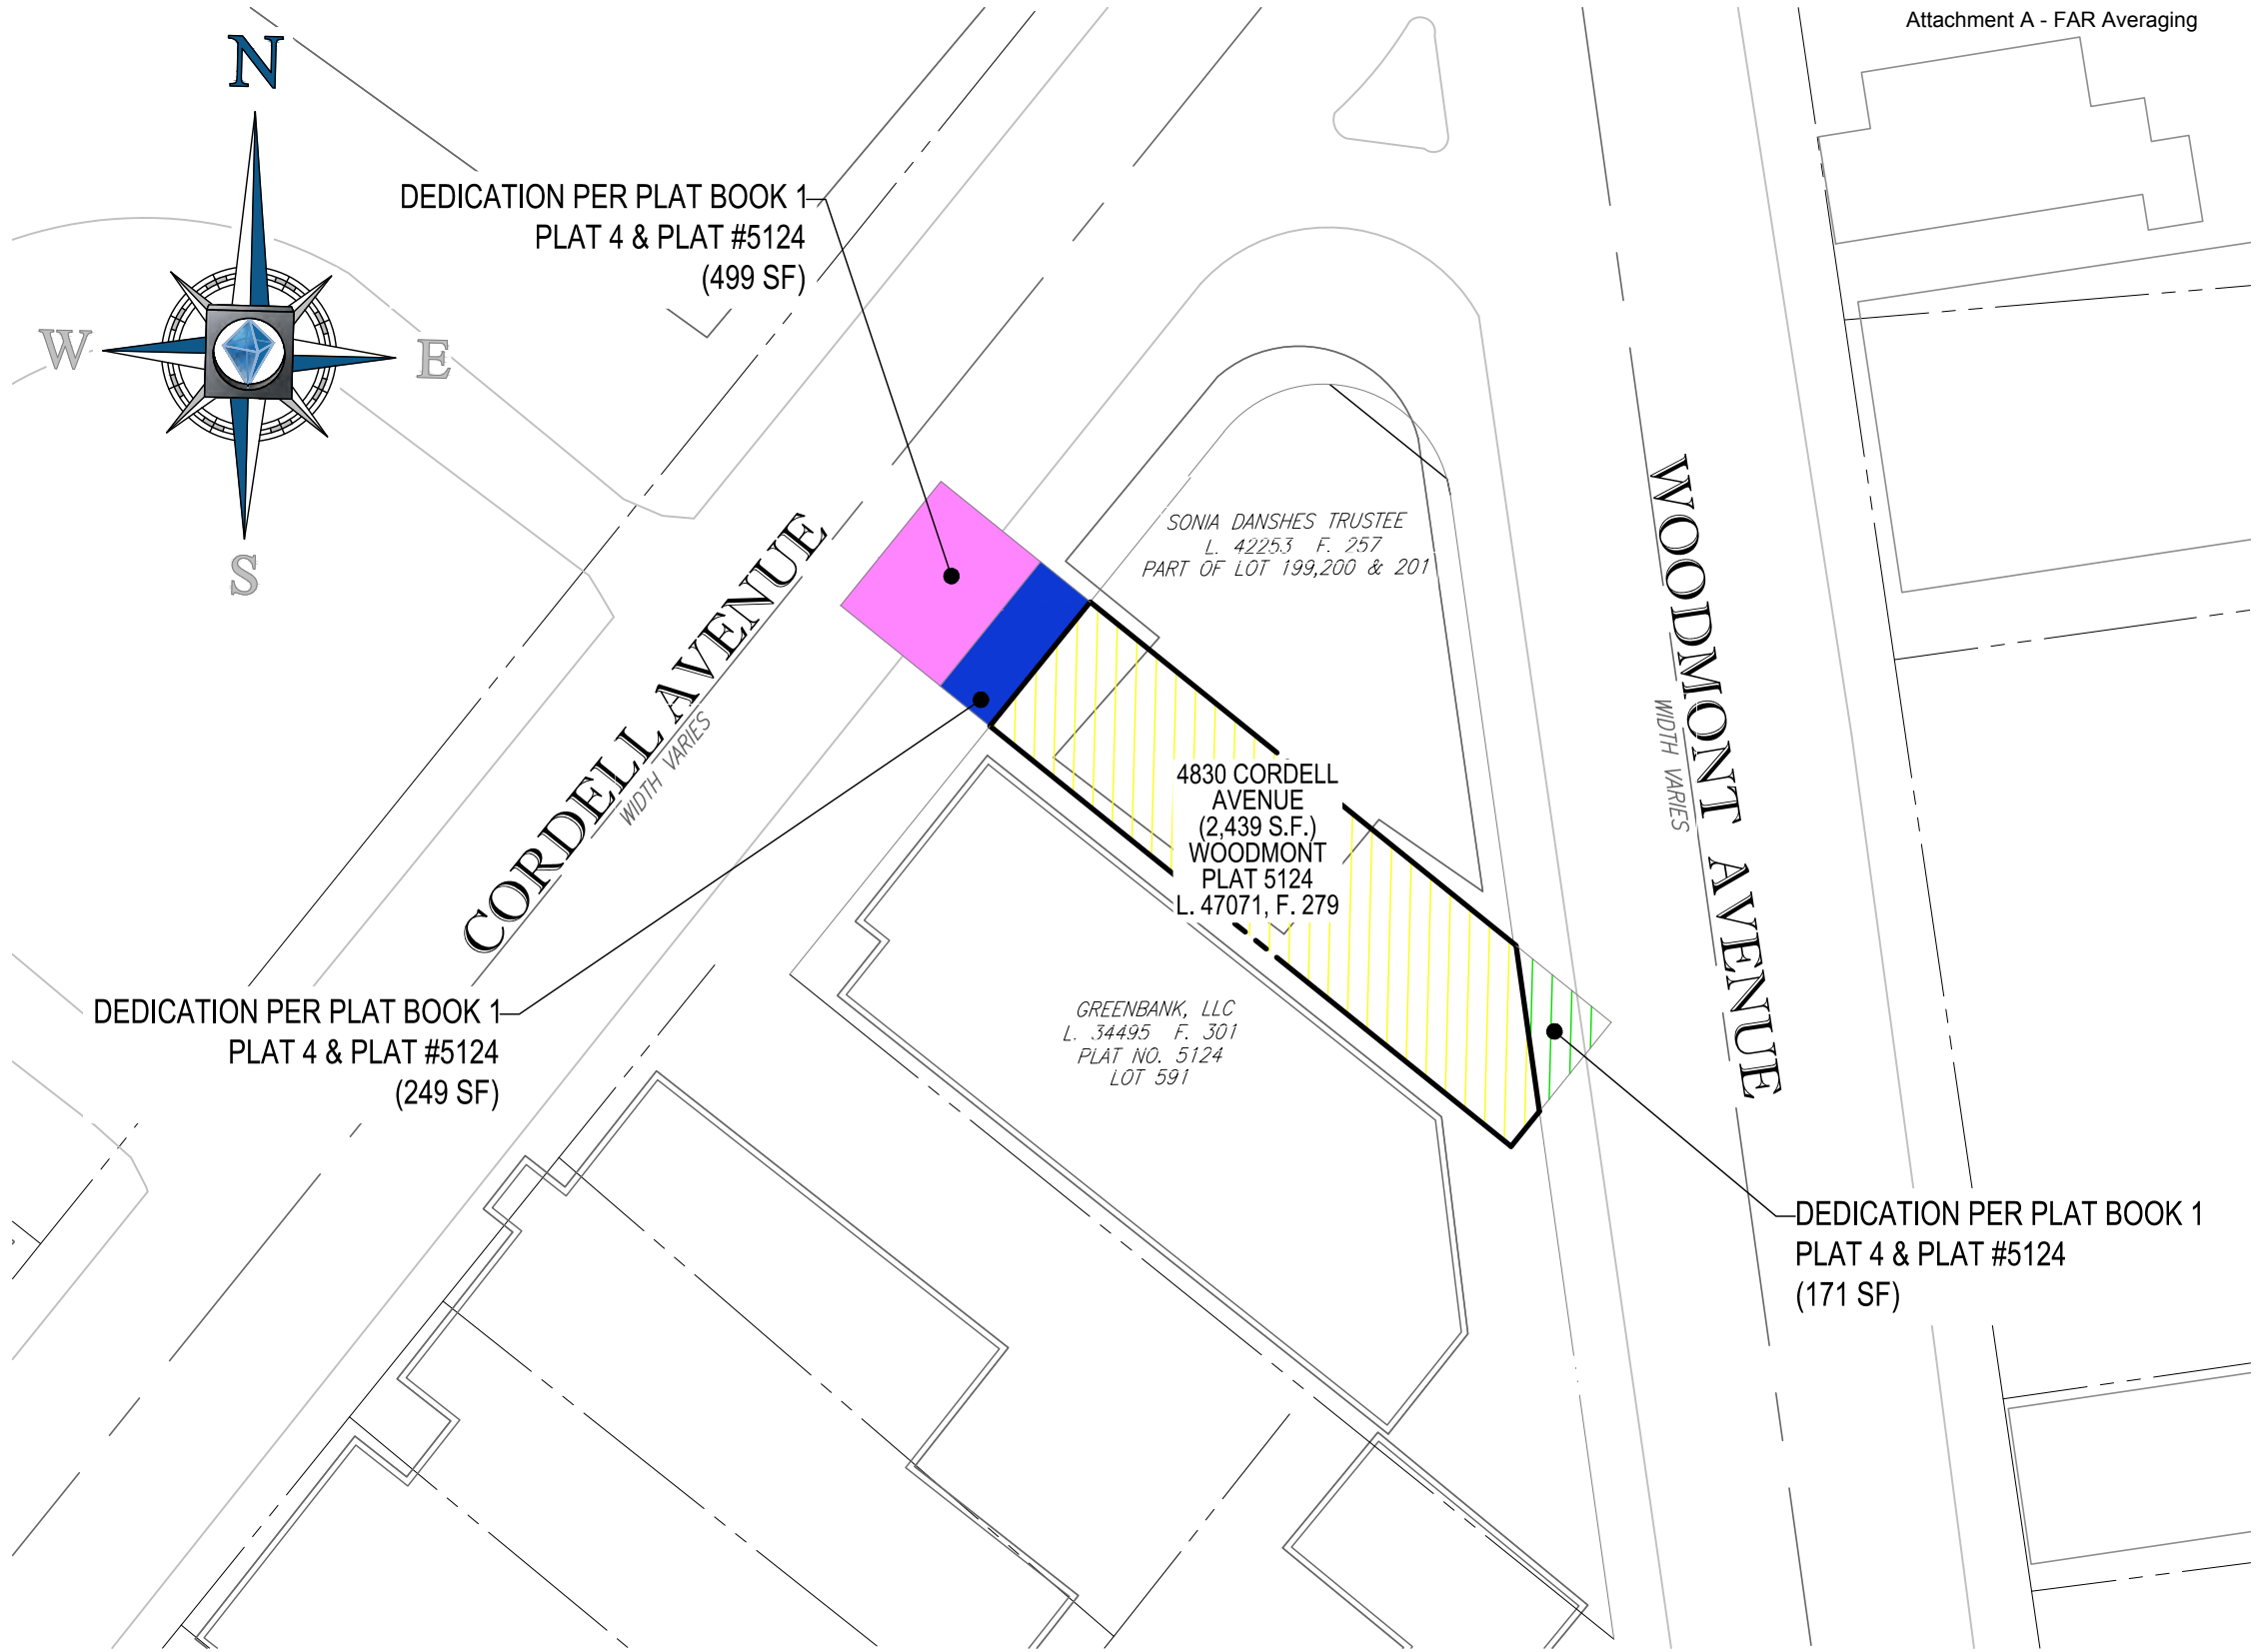 Attachment A - FAR Averaging
N
W
E
S
DEDICATION PER PLAT BOOK 1
PLAT 4 & PLAT #5124
(499 SF)
SONIA DANSHES TRUSTEE
L. 42253 F. 257
PART OF LOT 199,200 & 201
CORDELL AVENUE
WIDTH VARIES
WOODMONT AVENUE
WIDTH VARIES
4830 CORDELL
AVENUE
(2,439 S.F.)
WOODMONT
PLAT 5124
L. 47071, F. 279
DEDICATION PER PLAT BOOK 1
PLAT 4 & PLAT #5124
(249 SF)
GREENBANK, LLC
L. 34495 F. 301
PLAT NO. 5124
LOT 591
DEDICATION PER PLAT BOOK 1
PLAT 4 & PLAT #5124
(171 SF)